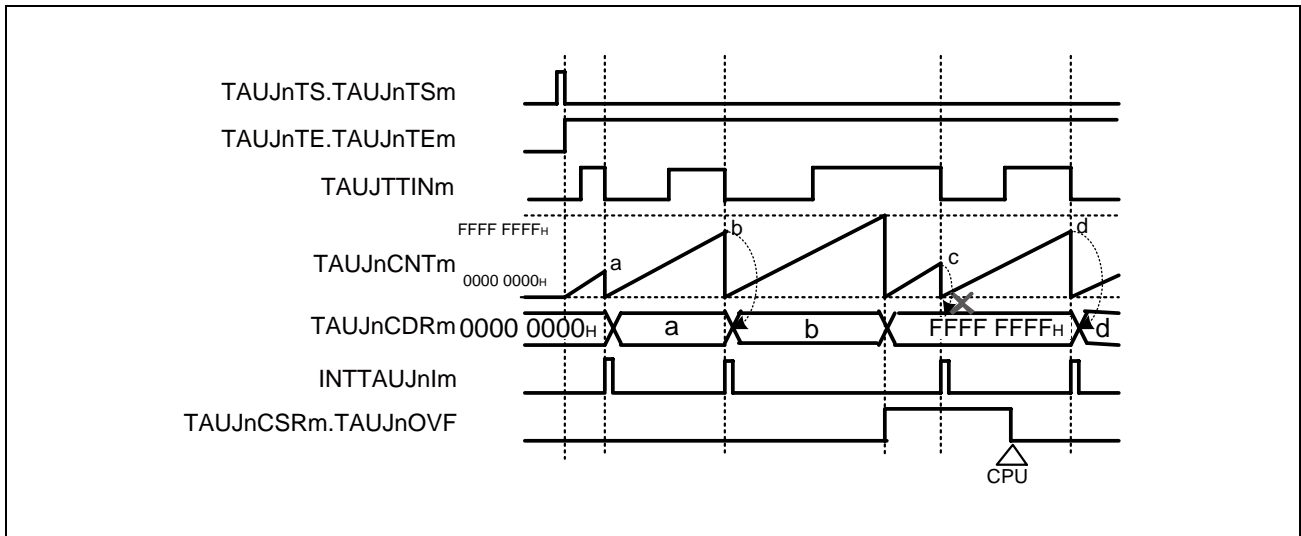 TAUJnTS.TAUJnTSm
TAUJnTE.TAUJnTEm
TAUJTTINm
FFFF FFFFH
TAUJnCNTm
0000 0000H
a
b
c
d
TAUJnCDRm
0000 0000H
a
b
FFFF FFFFH
d
INTTAUJnIm
TAUJnCSRm.TAUJnOVF
CPU